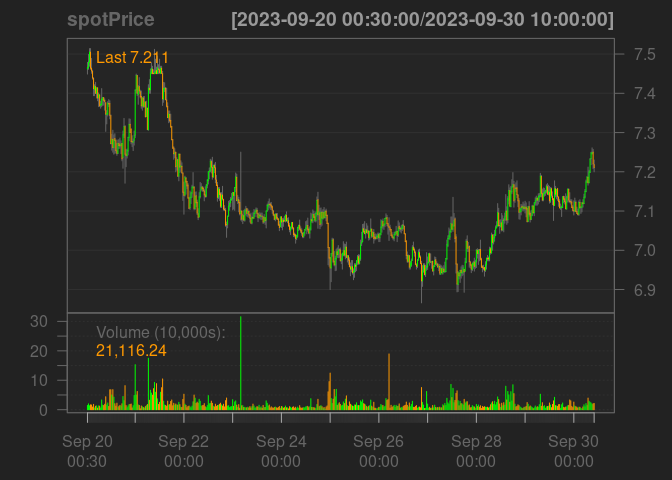 spotPrice [2023-09-20 00:30:00/2023-09-30 10:00:00]
Last 7.211
7.5
7.4
7.3
7.2
7.1
7.0
6.9
Volume (10,000s):
21,116.24
30
20
10
0
Sep 20 Sep 22 Sep 24 Sep 26 Sep 28 Sep 30
00:30 00:00 00:00 00:00 00:00 00:00